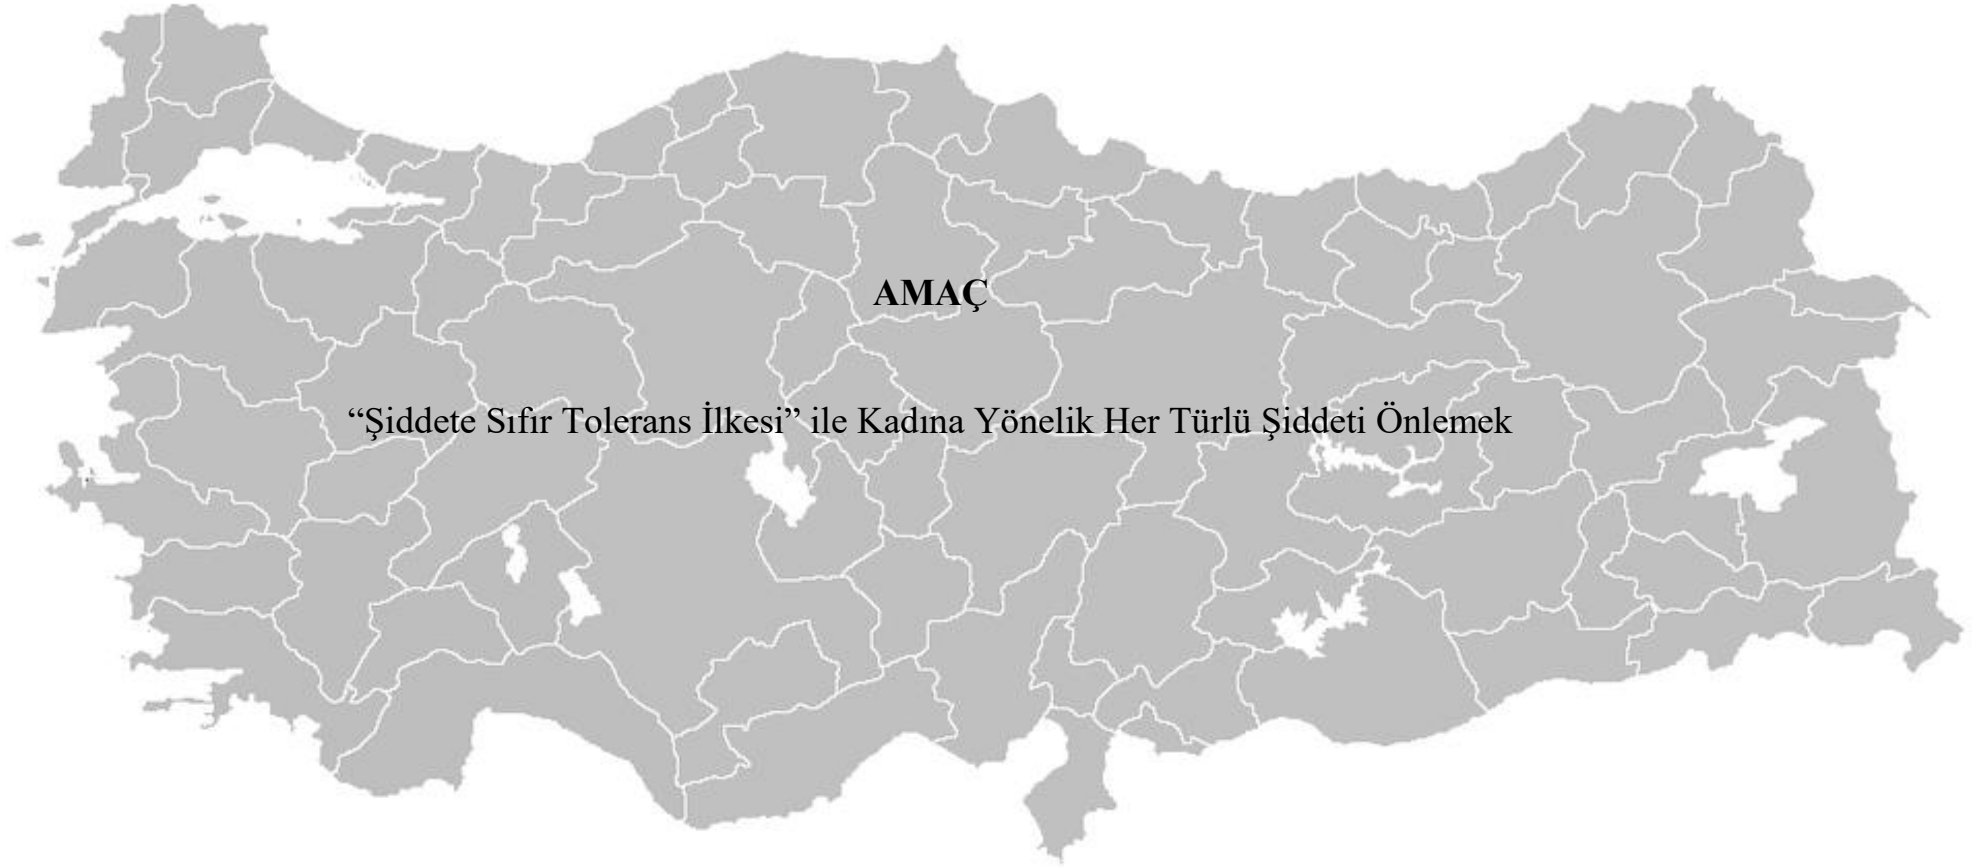 AMAÇ
“Şiddete Sıfır Tolerans İlkesi” ile Kadına Yönelik Her Türlü Şiddeti Önlemek